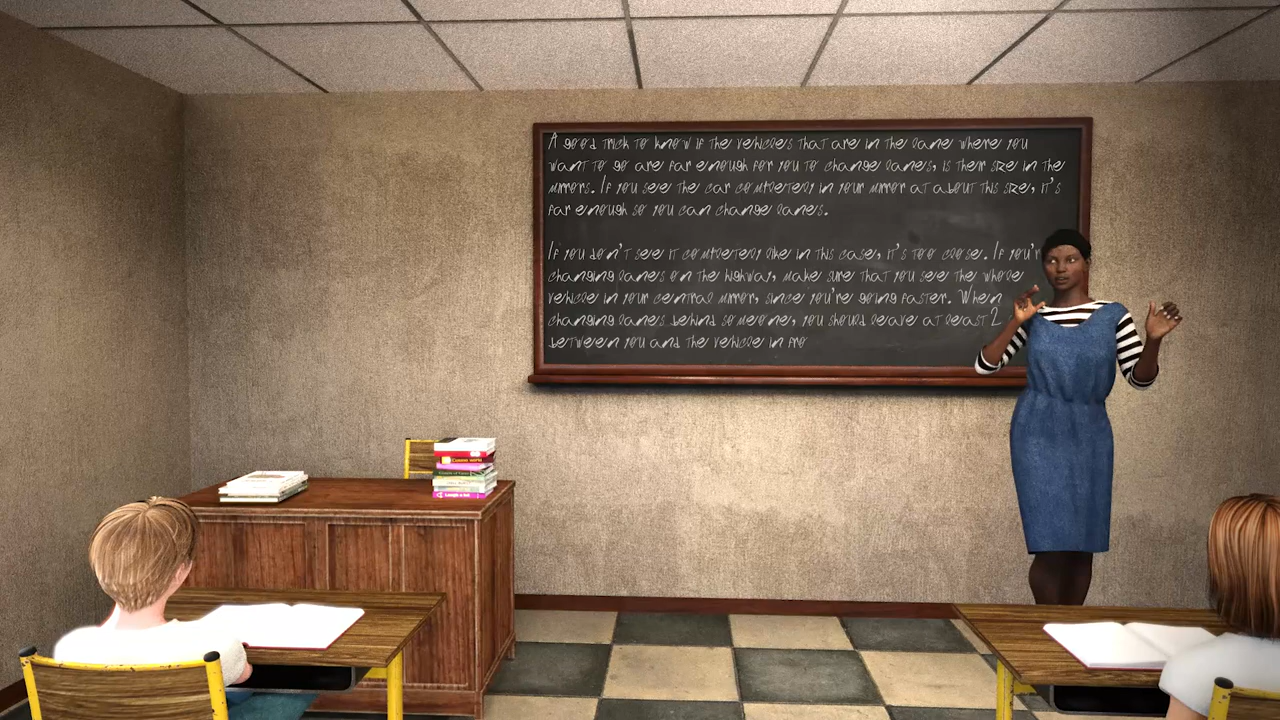 A good trick to know if the vehicles that are in the lane where you
want to go are far enough for you to change lanes, is their size in the
mirrors. If you see the car completely in your mirror at about this size, it's
far enough so you can change lanes.
If you don't see it completely like in this case, it's too close. If you'r
changing lanes on the highway, make sure that you see the whole
vehicle in your central mirror, since you're going faster. When
changing lanes behind someone, you should leave at least 2
between you and the vehicle in fro